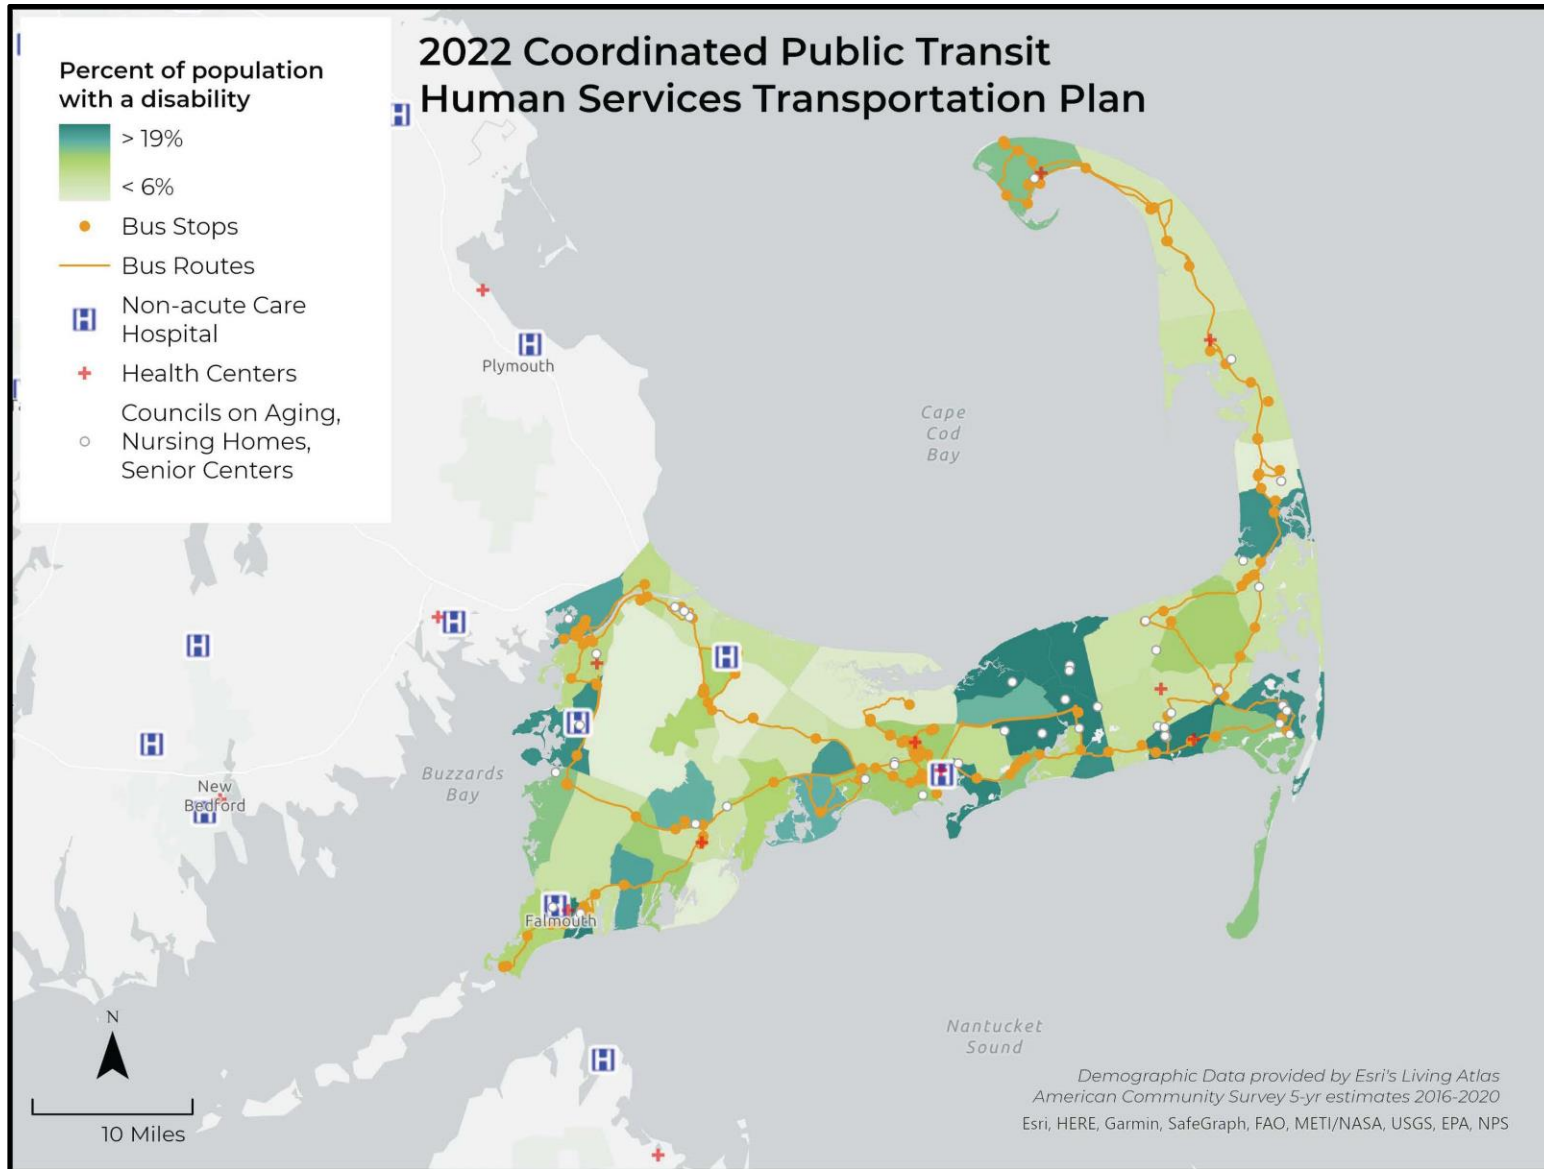 2022 Coordinated Public Transit
Human Services Transportation Plan
Percent of population
with a disability
> 19%
< 6%
Bus Stops
Bus Routes
Non-acute Care
Hospital
Health Centers
Councils on Aging,
Nursing Homes,
Senior Centers
Plymouth
Cape
Cod
Bay
Buzzards
Bay
New
Bedford
Falmouth
Nantucket
Sound
N
10 Miles
Demographic Data provided by Esri's Living Atlas
American Community Survey 5-yr estimates 2016-2020
Esri, HERE, Garmin, SafeGraph, FAO, METI/NASA, USGS, EPA, NPS